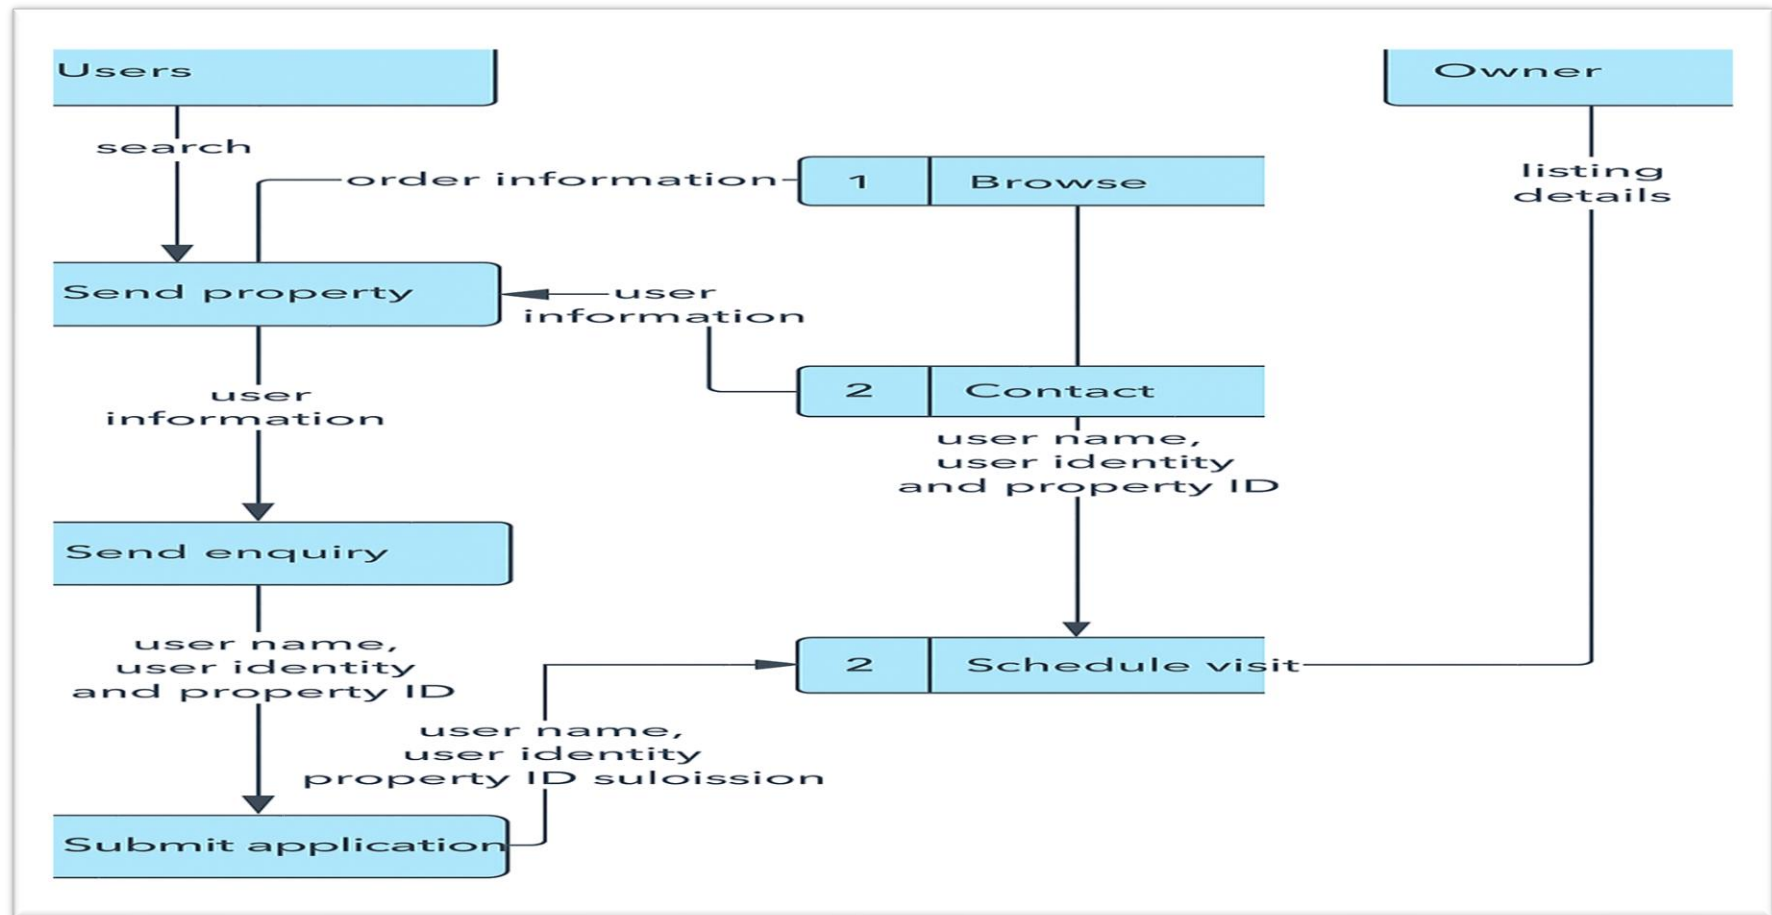 Users
Owner
search
listing
details
order information
1 Browse
Send property
user
information
user
information
2 Contact
user name,
user identity
and property ID
Send enquiry
user name,
user identity
and property ID
2 Schedule visit
user name,
user identity
property ID suloission
Submit application